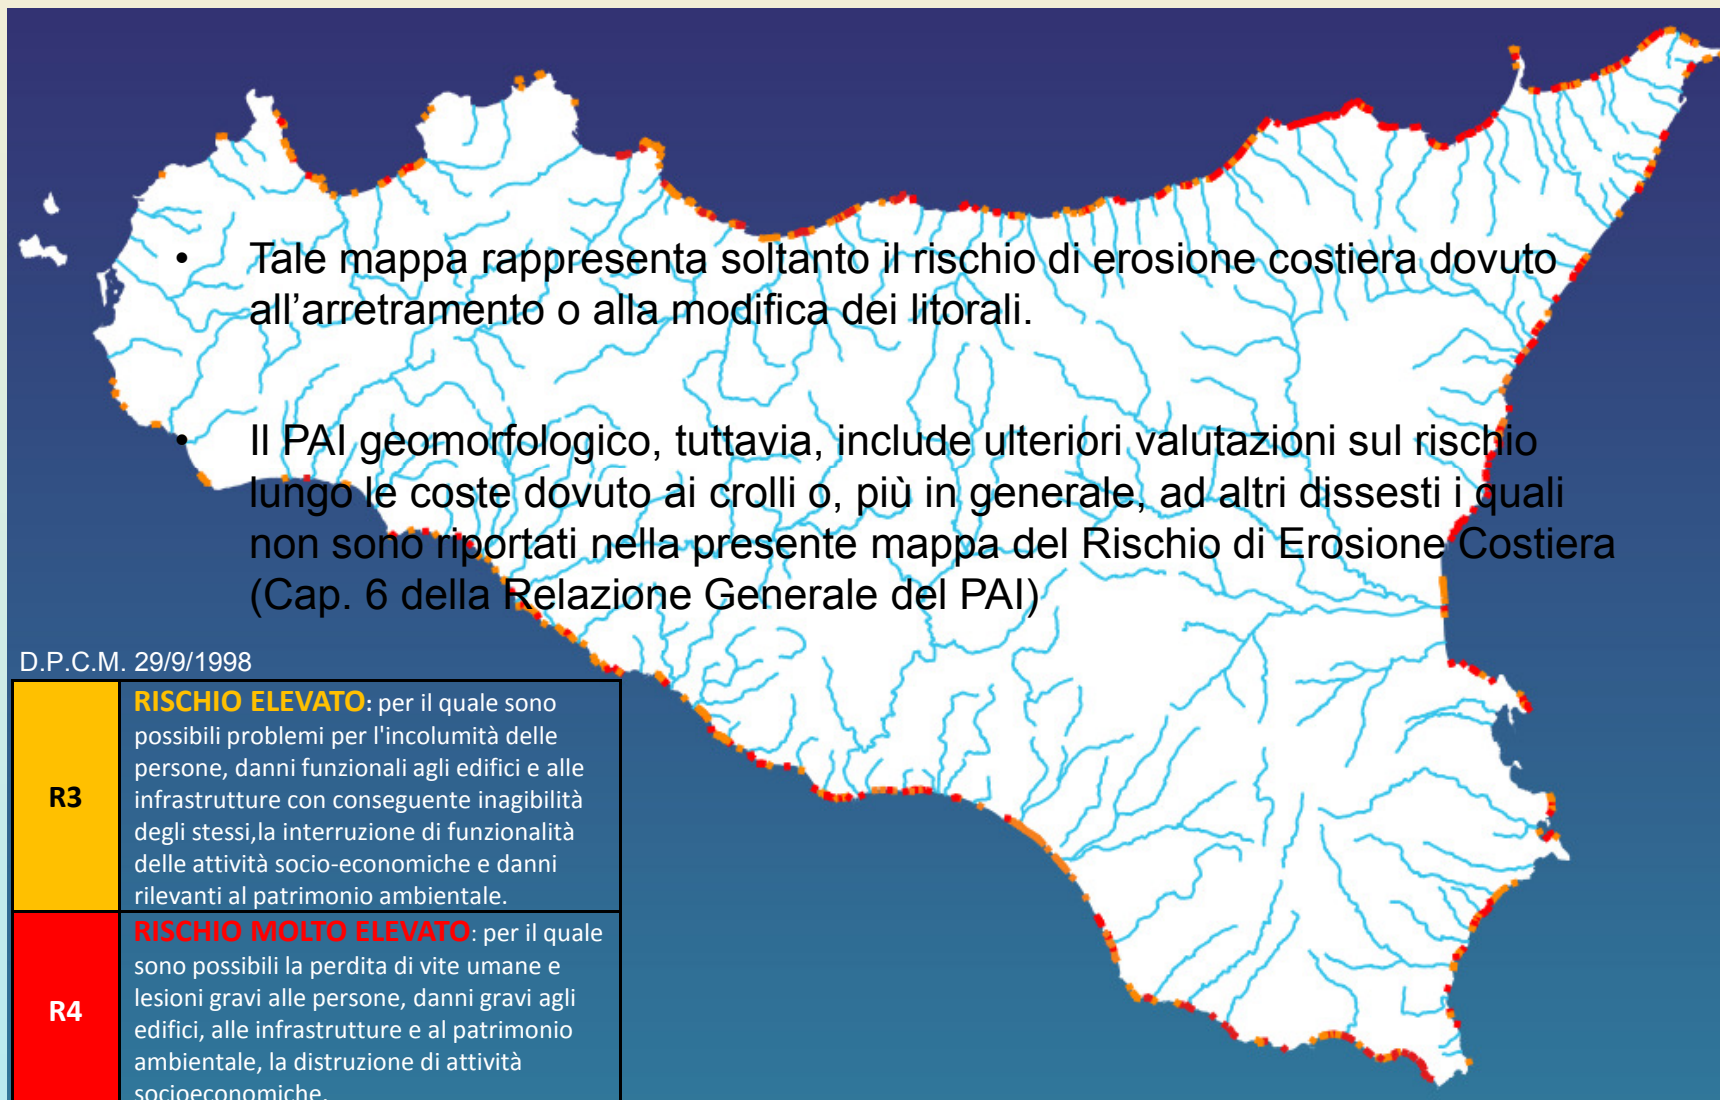 • Tale mappa rappresenta soltanto il rischio di erosione costiera dovuto
all’arretramento o alla modifica dei litorali.
• Il PAI geomorfologico, tuttavia, include ulteriori valutazioni sul rischio
lungo le coste dovuto ai crolli o, più in generale, ad altri dissesti i quali
non sono riportati nella presente mappa del Rischio di Erosione Costiera
(Cap. 6 della Relazione Generale del PAI)
D.P.C.M. 29/9/1998
R3
RISCHIO ELEVATO: per il quale sono
possibili problemi per l'incolumità delle
persone, danni funzionali agli edifici e alle
infrastrutture con conseguente inagibilità
degli stessi,la interruzione di funzionalità
delle attività socio-economiche e danni
rilevanti al patrimonio ambientale.
R4
RISCHIO MOLTO ELEVATO: per il quale
sono possibili la perdita di vite umane e
lesioni gravi alle persone, danni gravi agli
edifici, alle infrastrutture e al patrimonio
ambientale, la distruzione di attività
socioeconomiche.